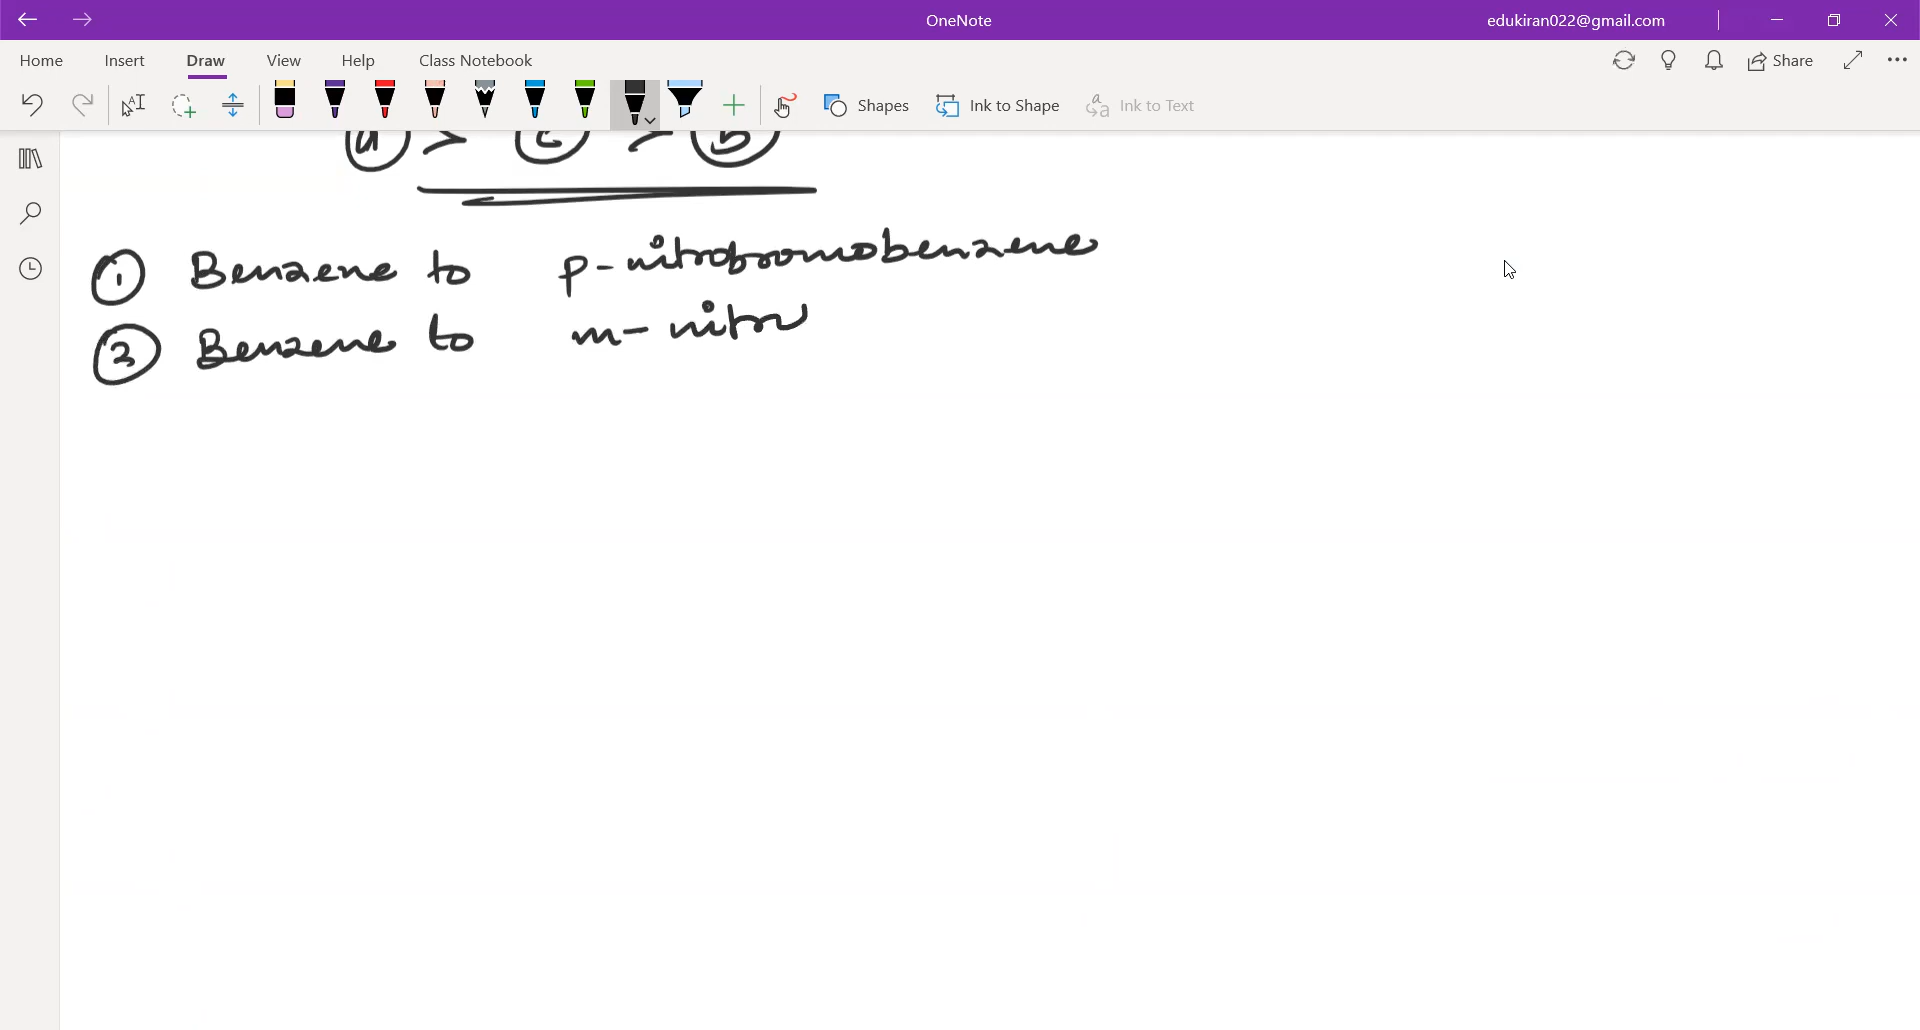 OneNote
edukiran022@gmail.com
Home Insert Draw View Help Class Notebook
Share
Shapes Ink to Shape Ink to Text
a > c > b
① Benzene to p-nitrobromobenzene
② Benzene to m-nitro